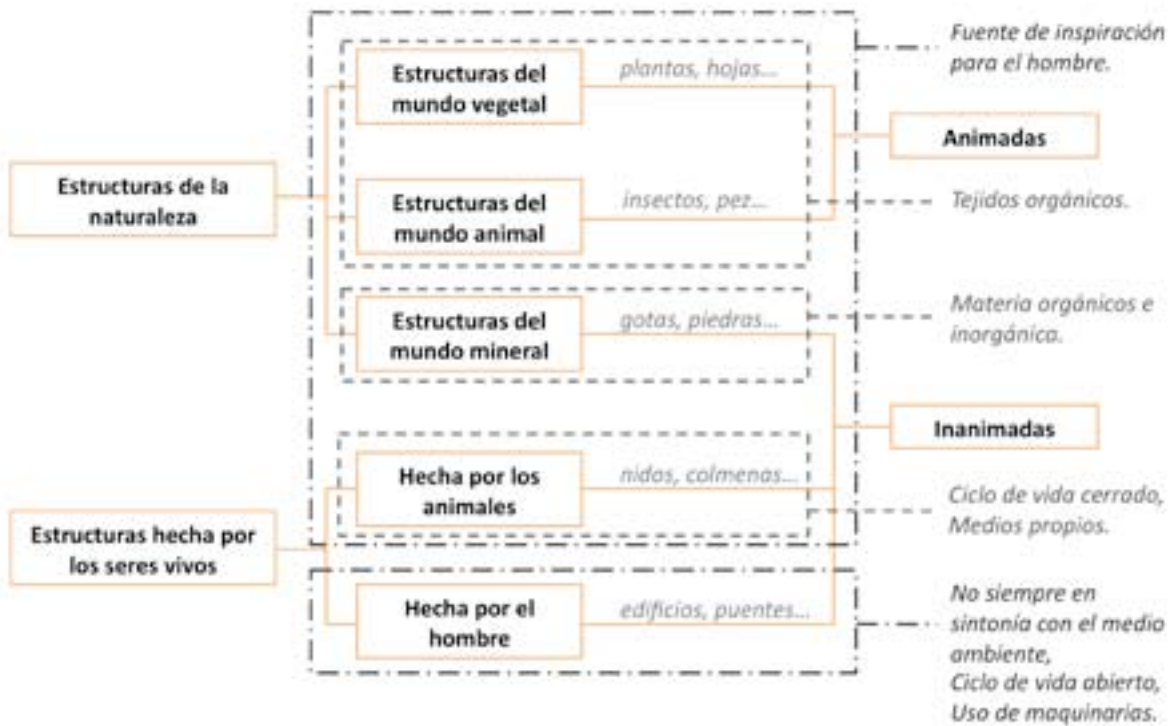 Fuente de inspiración
para el hombre.
Estructuras del
mundo vegetal
plantas, hojas...
Animadas
Estructuras de la
naturaleza
Estructuras del
mundo animal
insectos, pez...
Tejidos orgánicos.
Estructuras del
mundo mineral
gotas, piedras...
Materia orgánicos e
inorgánica.
Inanimadas
Hecha por los
animales
nidos, colmenas...
Ciclo de vida cerrado,
Medios propios.
Estructuras hecha por
los seres vivos
Hecha por el
hombre
edificios, puentes...
No siempre en
sintonía con el medio
ambiente,
Ciclo de vida abierto,
Uso de maquinarias.